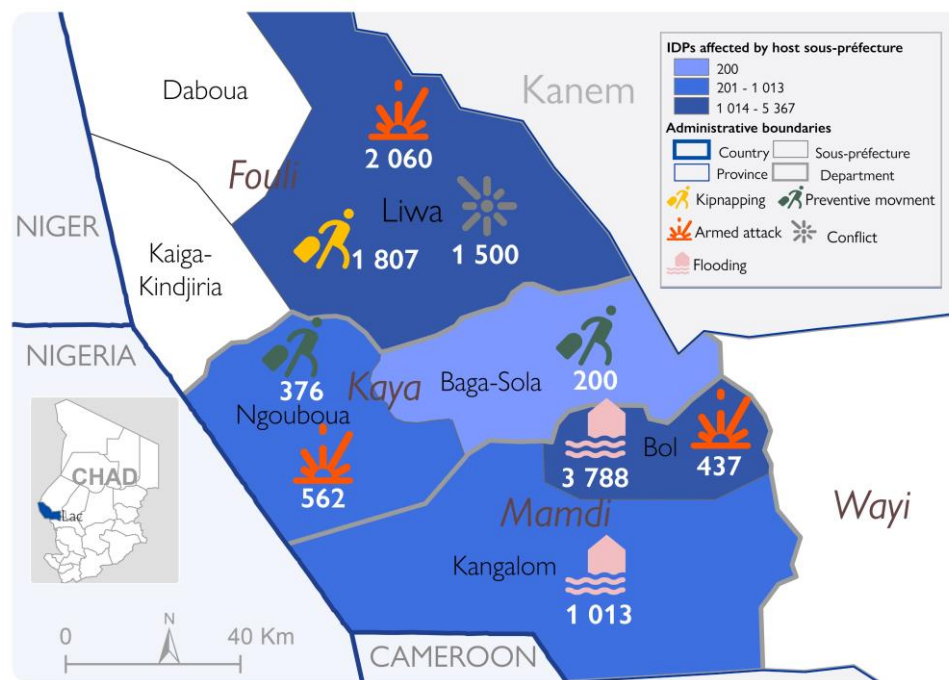 Daboua
Kanem
2 060
Fouli
Liwa
NIGER
1 807
1 500
Kaiga-
Kindjiria
NIGERIA
376
Kaya
Baga-Sola
200
Ngouboua
562
3 788
Bol
437
Mamdi
Wayi
Kangalom
1 013
CAMEROON
CHAD
Lac
N
0
40 Km
IDPs affected by host sous-préfecture
200
201 - 1 013
1 014 - 5 367
Administrative boundaries
Country
Sous-préfecture
Province
Department
Kipnapping
Preventive movment
Armed attack
Conflict
Flooding